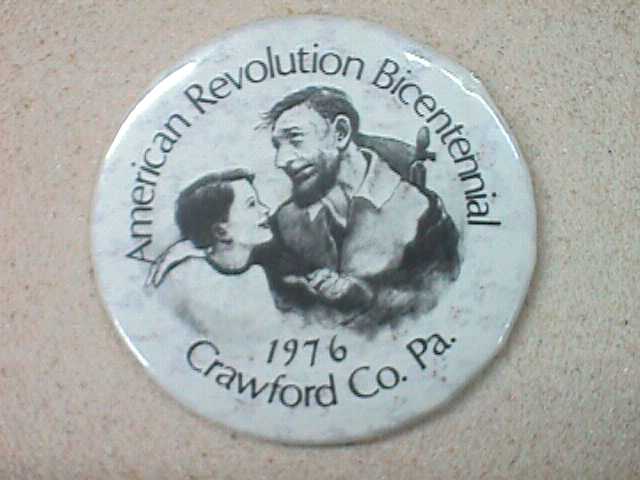 American Revolution Bicentennial
1976
Crawford Co. Pa.